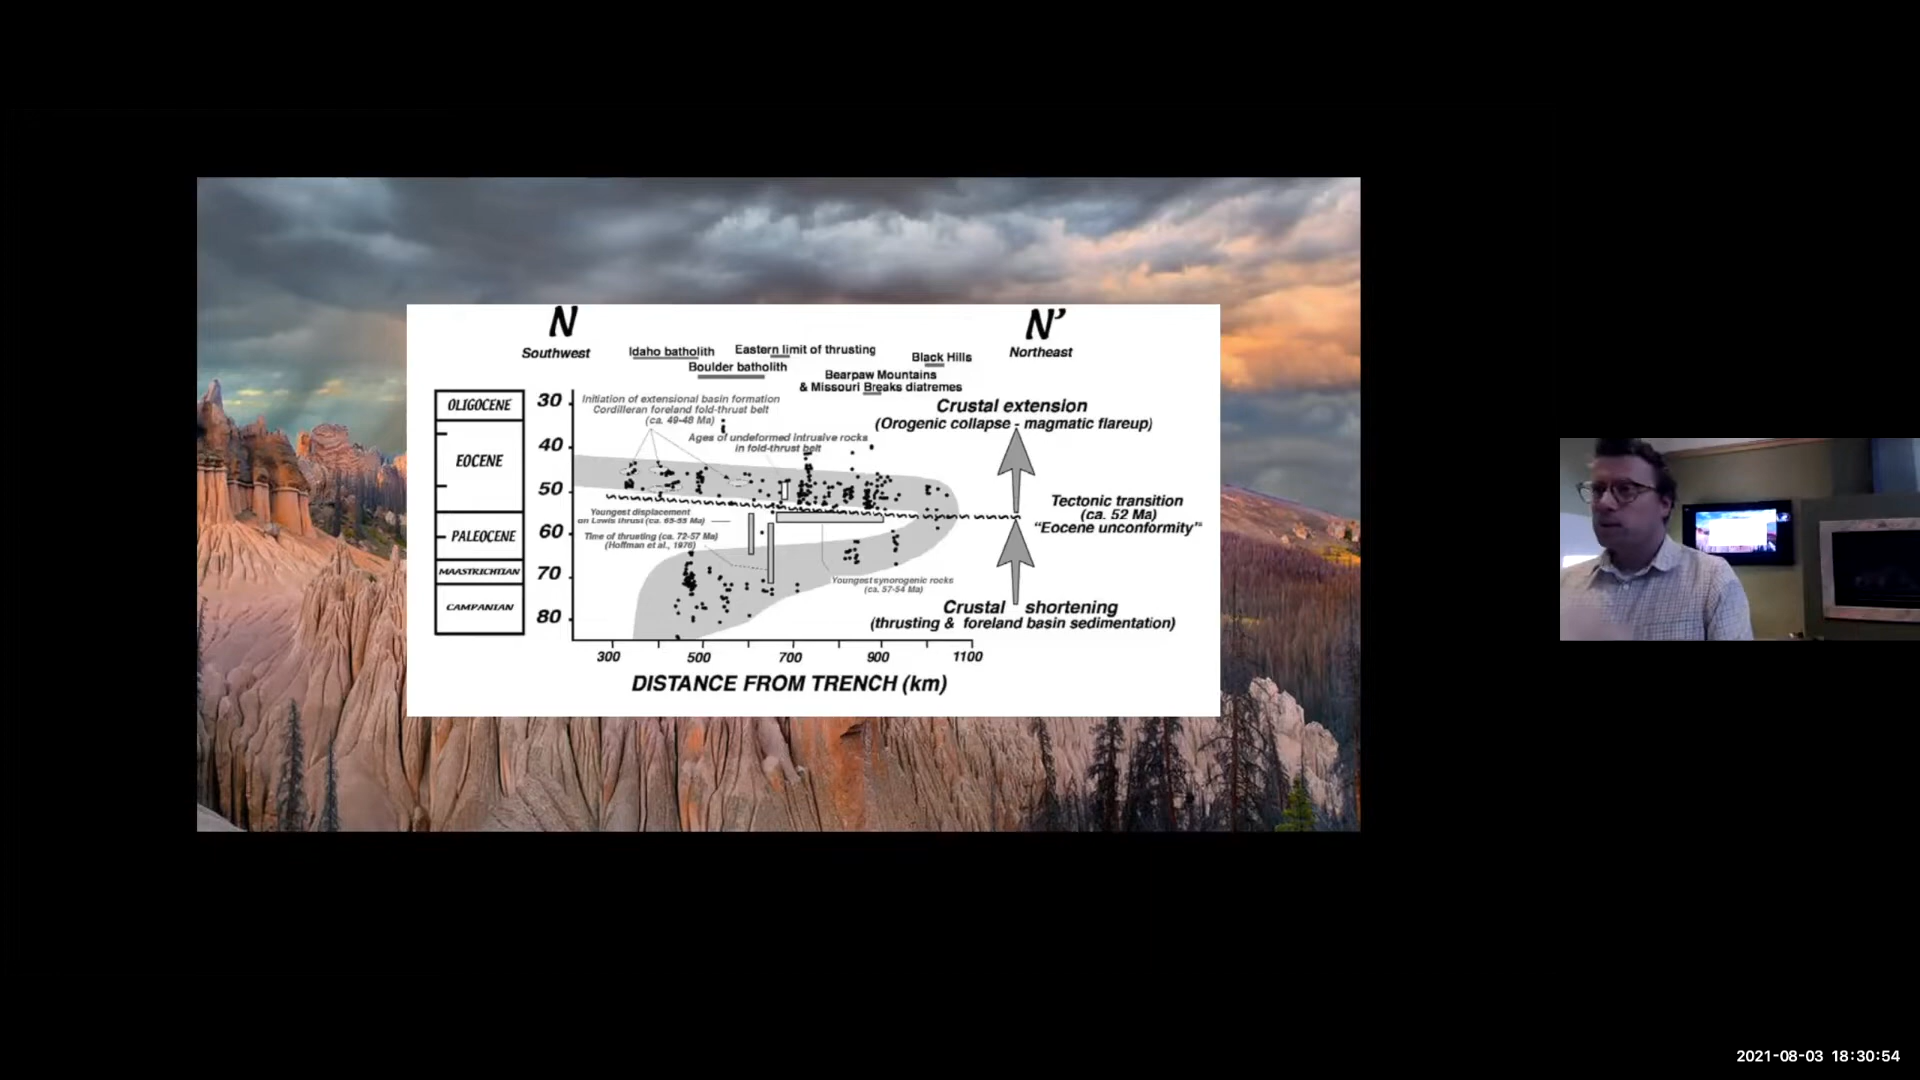 N
N’
Southwest
Idaho batholith
Eastern limit of thrusting
Northeast
Boulder batholith
Black Hills
Bearpaw Mountains
& Missouri Breaks diatremes
OLIGOCENE
EOCENE
PALEOCENE
MAASTRICHTIAN
CAMPANIAN
30
40
50
60
70
80
Initiation of extensional basin formation
Cordilleran foreland fold-thrust belt
(ca. 49-48 Ma)
Ages of undeformed intrusive rocks
in fold-thrust belt
Crustal extension
(Orogenic collapse - magmatic flareup)
Youngest displacement
on Lewis thrust (ca. 65-55 Ma)
Time of thrusting (ca. 72-57 Ma)
(Hoffman et al., 1976)
Youngest synorogenic rocks
(ca. 57-54 Ma)
Tectonic transition
(ca. 52 Ma)
“Eocene unconformity”
Crustal shortening
(thrusting & foreland basin sedimentation)
300 500 700 900 1100
DISTANCE FROM TRENCH (km)
2021-08-03 18:30:54